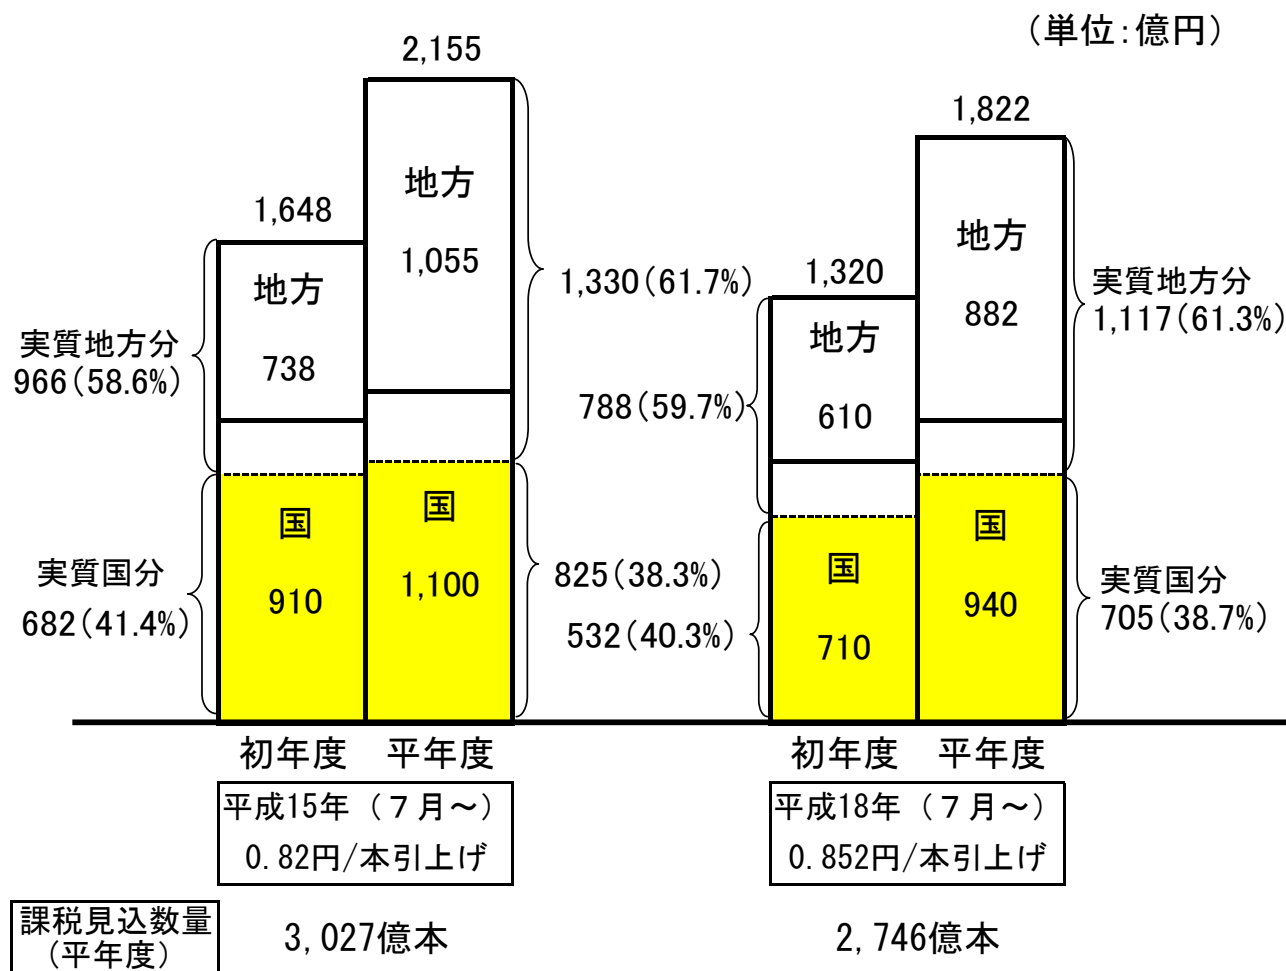 (単位:億円)
2,155
地方
1,055
1,648
地方
738
実質地方分
966(58.6%)
1,330(61.7%)
国
910
国
1,100
実質国分
682(41.4%)
825(38.3%)
1,822
地方
882
1,320
地方
610
788(59.7%)
実質地方分
1,117(61.3%)
国
710
国
940
532(40.3%)
実質国分
705(38.7%)
初年度 平年度
平成15年(7月～)
0.82円/本引上げ
初年度 平年度
平成18年(7月～)
0.852円/本引上げ
課税見込数量
(平年度)
3,027億本
2,746億本